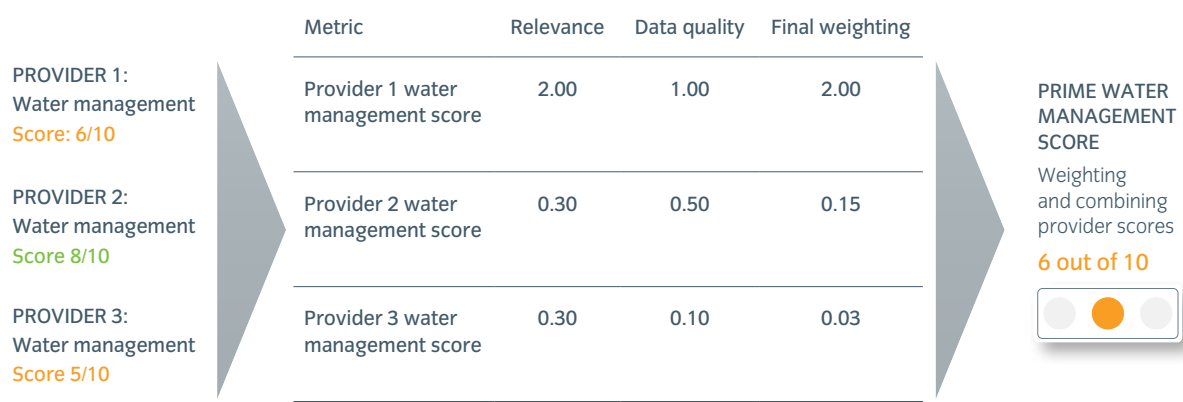 PROVIDER 1:
Water management
Score: 6/10
PROVIDER 2:
Water management
Score 8/10
PROVIDER 3:
Water management
Score 5/10
Metric Relevance Data quality Final weighting
Provider 1 water 2.00 1.00 2.00
management score
Provider 2 water 0.30 0.50 0.15
management score
Provider 3 water 0.30 0.10 0.03
management score
PRIME WATER
MANAGEMENT
SCORE
Weighting
and combining
provider scores
6 out of 10